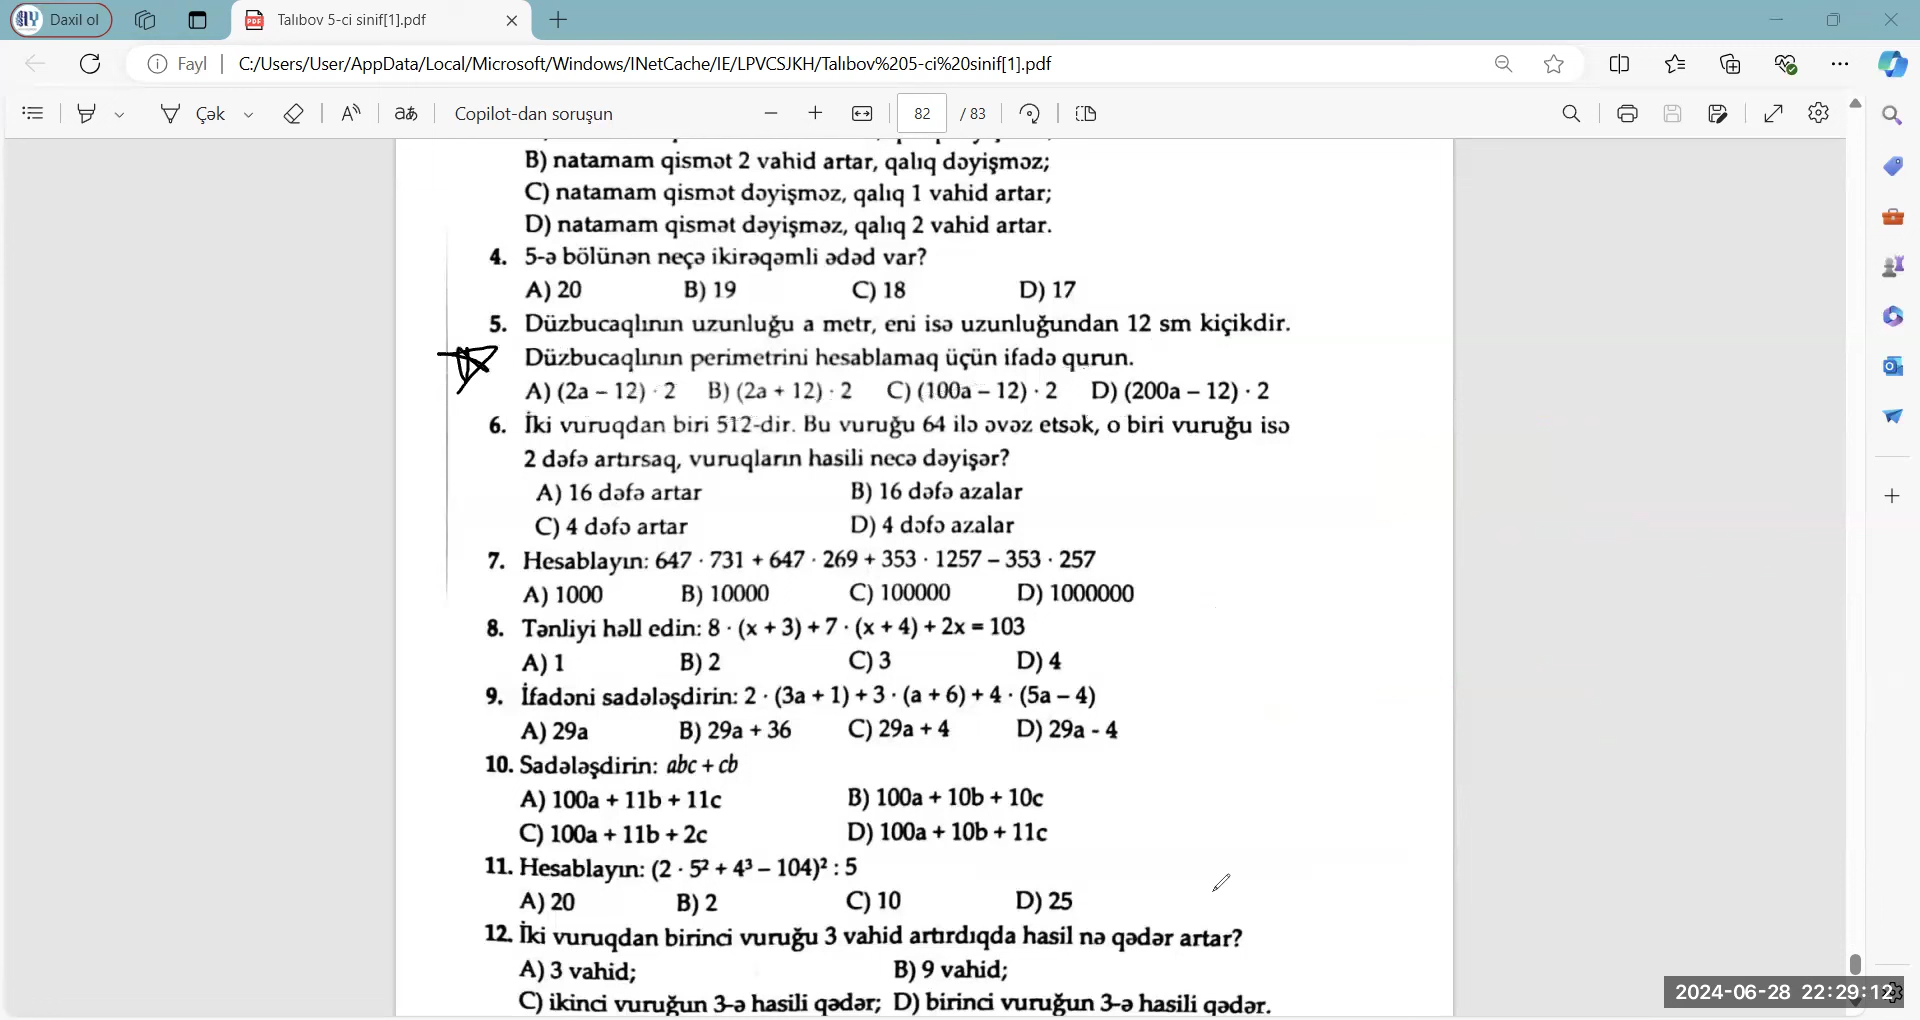 Daxil ol
Talıbov 5-ci sinif[1].pdf
Fayl
C:/Users/User/AppData/Local/Microsoft/Windows/INetCache/IE/LPVCSJKH/Talıbov%205-ci%20sinif[1].pdf
Çək
aあ
Copilot-dan soruşun
82 / 83
B) natamam qismət 2 vahid artar, qalıq dəyişməz;
C) natamam qismət dəyişməz, qalıq 1 vahid artar;
D) natamam qismət dəyişməz, qalıq 2 vahid artar.
4. 5-ə bölünən neçə ikirəqəmli ədəd var?
A) 20 B) 19 C) 18 D) 17
5. Düzbucaqlının uzunluğu a metr, eni isə uzunluğundan 12 sm kiçikdir.
Düzbucaqlının perimetrini hesablamaq üçün ifadə qurun.
A) (2a – 12) · 2 B) (2a + 12) · 2 C) (100a – 12) · 2 D) (200a – 12) · 2
6. İki vuruqdan biri 512-dir. Bu vuruğu 64 ilə əvəz etsək, o biri vuruğu isə
2 dəfə artırsaq, vuruqların hasili necə dəyişər?
A) 16 dəfə artar B) 16 dəfə azalar
C) 4 dəfə artar D) 4 dəfə azalar
7. Hesablayın: 647 · 731 + 647 · 269 + 353 · 1257 – 353 · 257
A) 1000 B) 10000 C) 100000 D) 1000000
8. Tənliyi həll edin: 8 · (x + 3) + 7 · (x + 4) + 2x = 103
A) 1 B) 2 C) 3 D) 4
9. İfadəni sadələşdirin: 2 · (3a + 1) + 3 · (a + 6) + 4 · (5a – 4)
A) 29a B) 29a + 36 C) 29a + 4 D) 29a - 4
10. Sadələşdirin: abc + cb
A) 100a + 11b + 11c B) 100a + 10b + 10c
C) 100a + 11b + 2c D) 100a + 10b + 11c
11. Hesablayın: (2 · 5² + 4³ – 104)² : 5
A) 20 B) 2 C) 10 D) 25
12. İki vuruqdan birinci vuruğu 3 vahid artırdıqda hasil nə qədər artar?
A) 3 vahid; B) 9 vahid;
C) ikinci vuruğun 3-ə hasili qədər; D) birinci vuruğun 3-ə hasili qədər.
2024-06-28 22:29:12